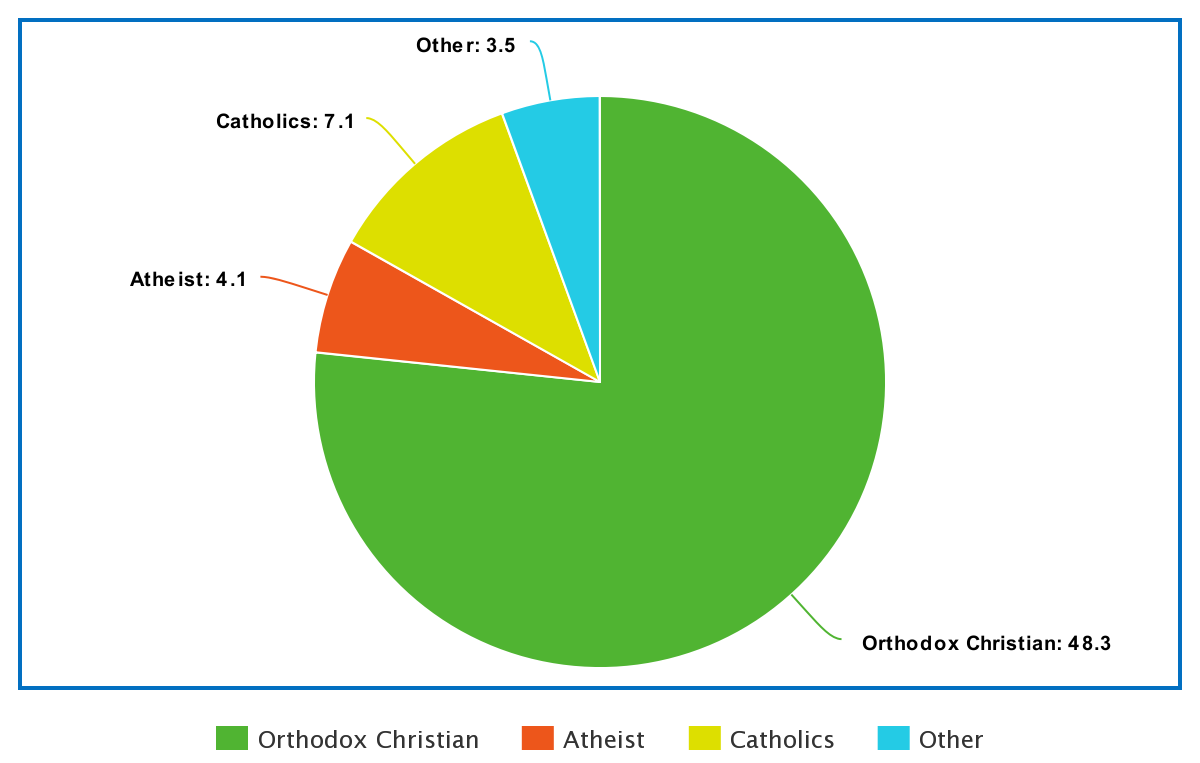 Other: 3.5
Catholics: 7.1
Atheist: 4.1
Orthodox Christian: 48.3
Orthodox Christian Atheist Catholics Other